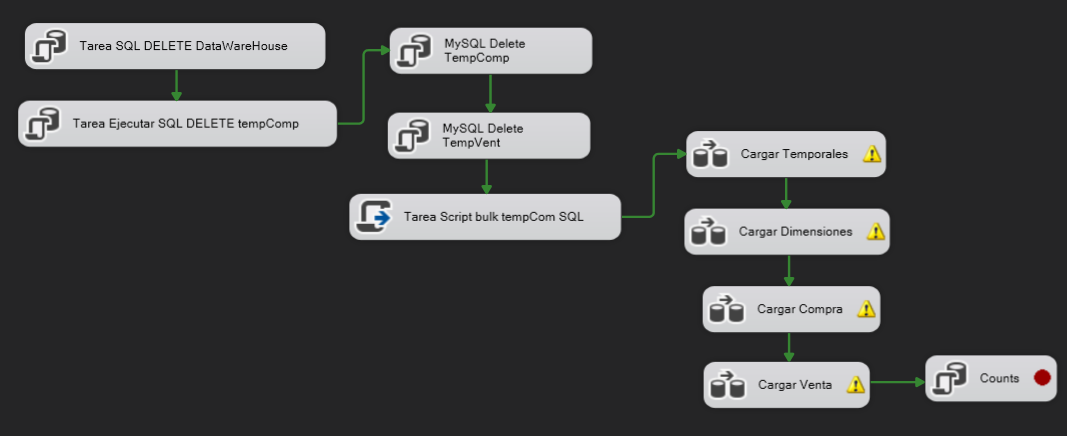 Tarea SQL DELETE DataWareHouse
Tarea Ejecutar SQL DELETE tempComp
MySQL Delete
TempComp
MySQL Delete
TempVent
Tarea Script bulk tempCom SQL
Cargar Temporales
Cargar Dimensiones
Cargar Compra
Cargar Venta
Counts